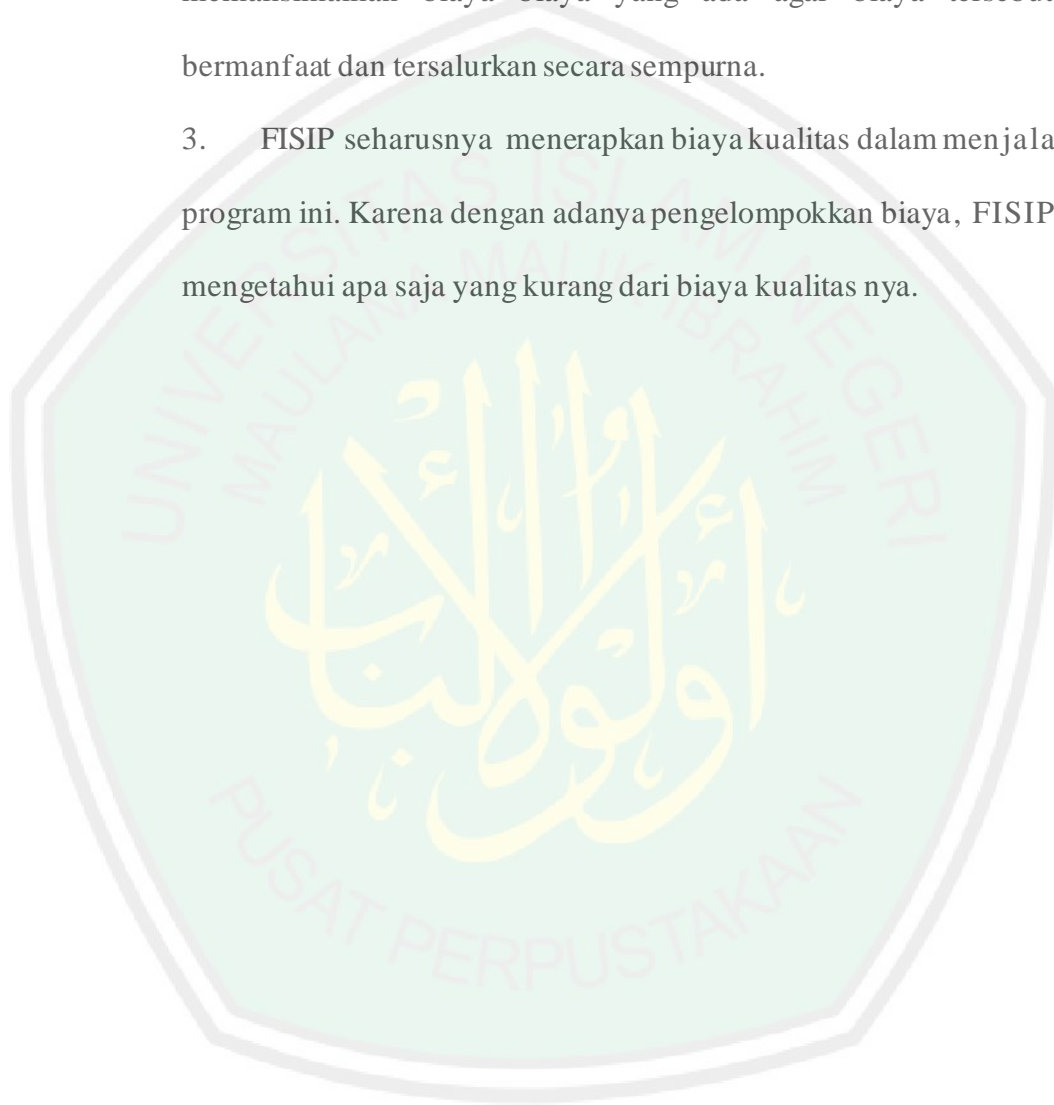 bermanfaat dan tersalurkan secara sempurna.
3. FISIP seharusnya menerapkan biaya kualitas dalam menjala
program ini. Karena dengan adanya pengelompokkan biaya, FISIP
mengetahui apa saja yang kurang dari biaya kualitas nya.
UNIVERSITAS ISLAM NEGERI
MAULANA MALIK IBRAHIM
أولوا الألباب
PUSAT PERPUSTAKAAN